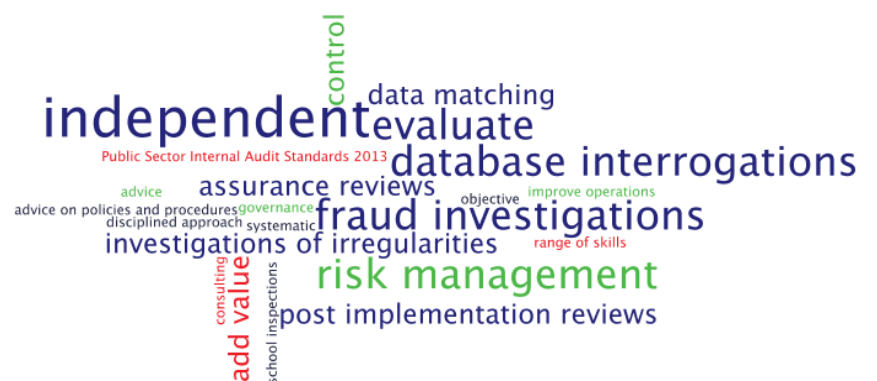 control
data matching
independent
evaluate
Public Sector Internal Audit Standards 2013
database interrogations
assurance reviews
advice
objective
improve operations
advice on policies and procedures
governance
fraud investigations
disciplined approach
systematic
investigations of irregularities
range of skills
consulting
add value
school inspections
risk management
post implementation reviews